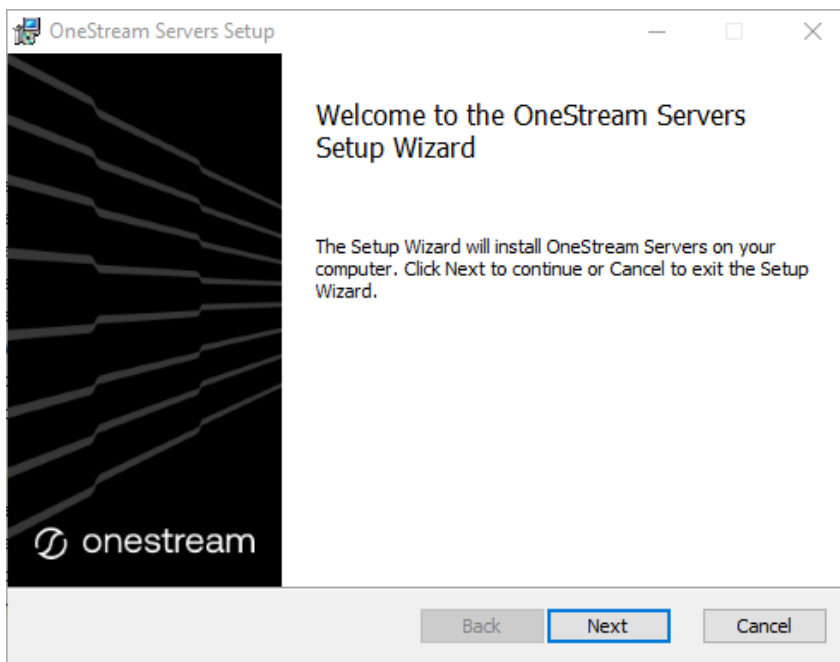 OneStream Servers Setup
Welcome to the OneStream Servers
Setup Wizard
The Setup Wizard will install OneStream Servers on your
computer. Click Next to continue or Cancel to exit the Setup
Wizard.
onestream
Back
Next
Cancel